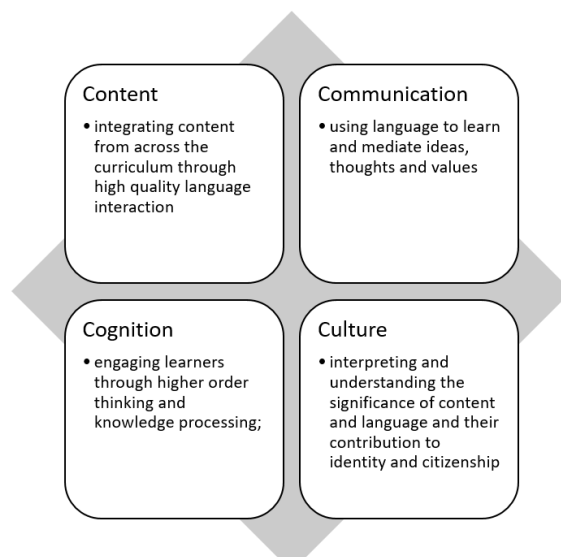 Content
• integrating content
from across the
curriculum through
high quality language
interaction
Communication
• using language to learn
and mediate ideas,
thoughts and values
Cognition
• engaging learners
through higher order
thinking and
knowledge processing;
Culture
• interpreting and
understanding the
significance of content
and language and their
contribution to
identity and citizenship